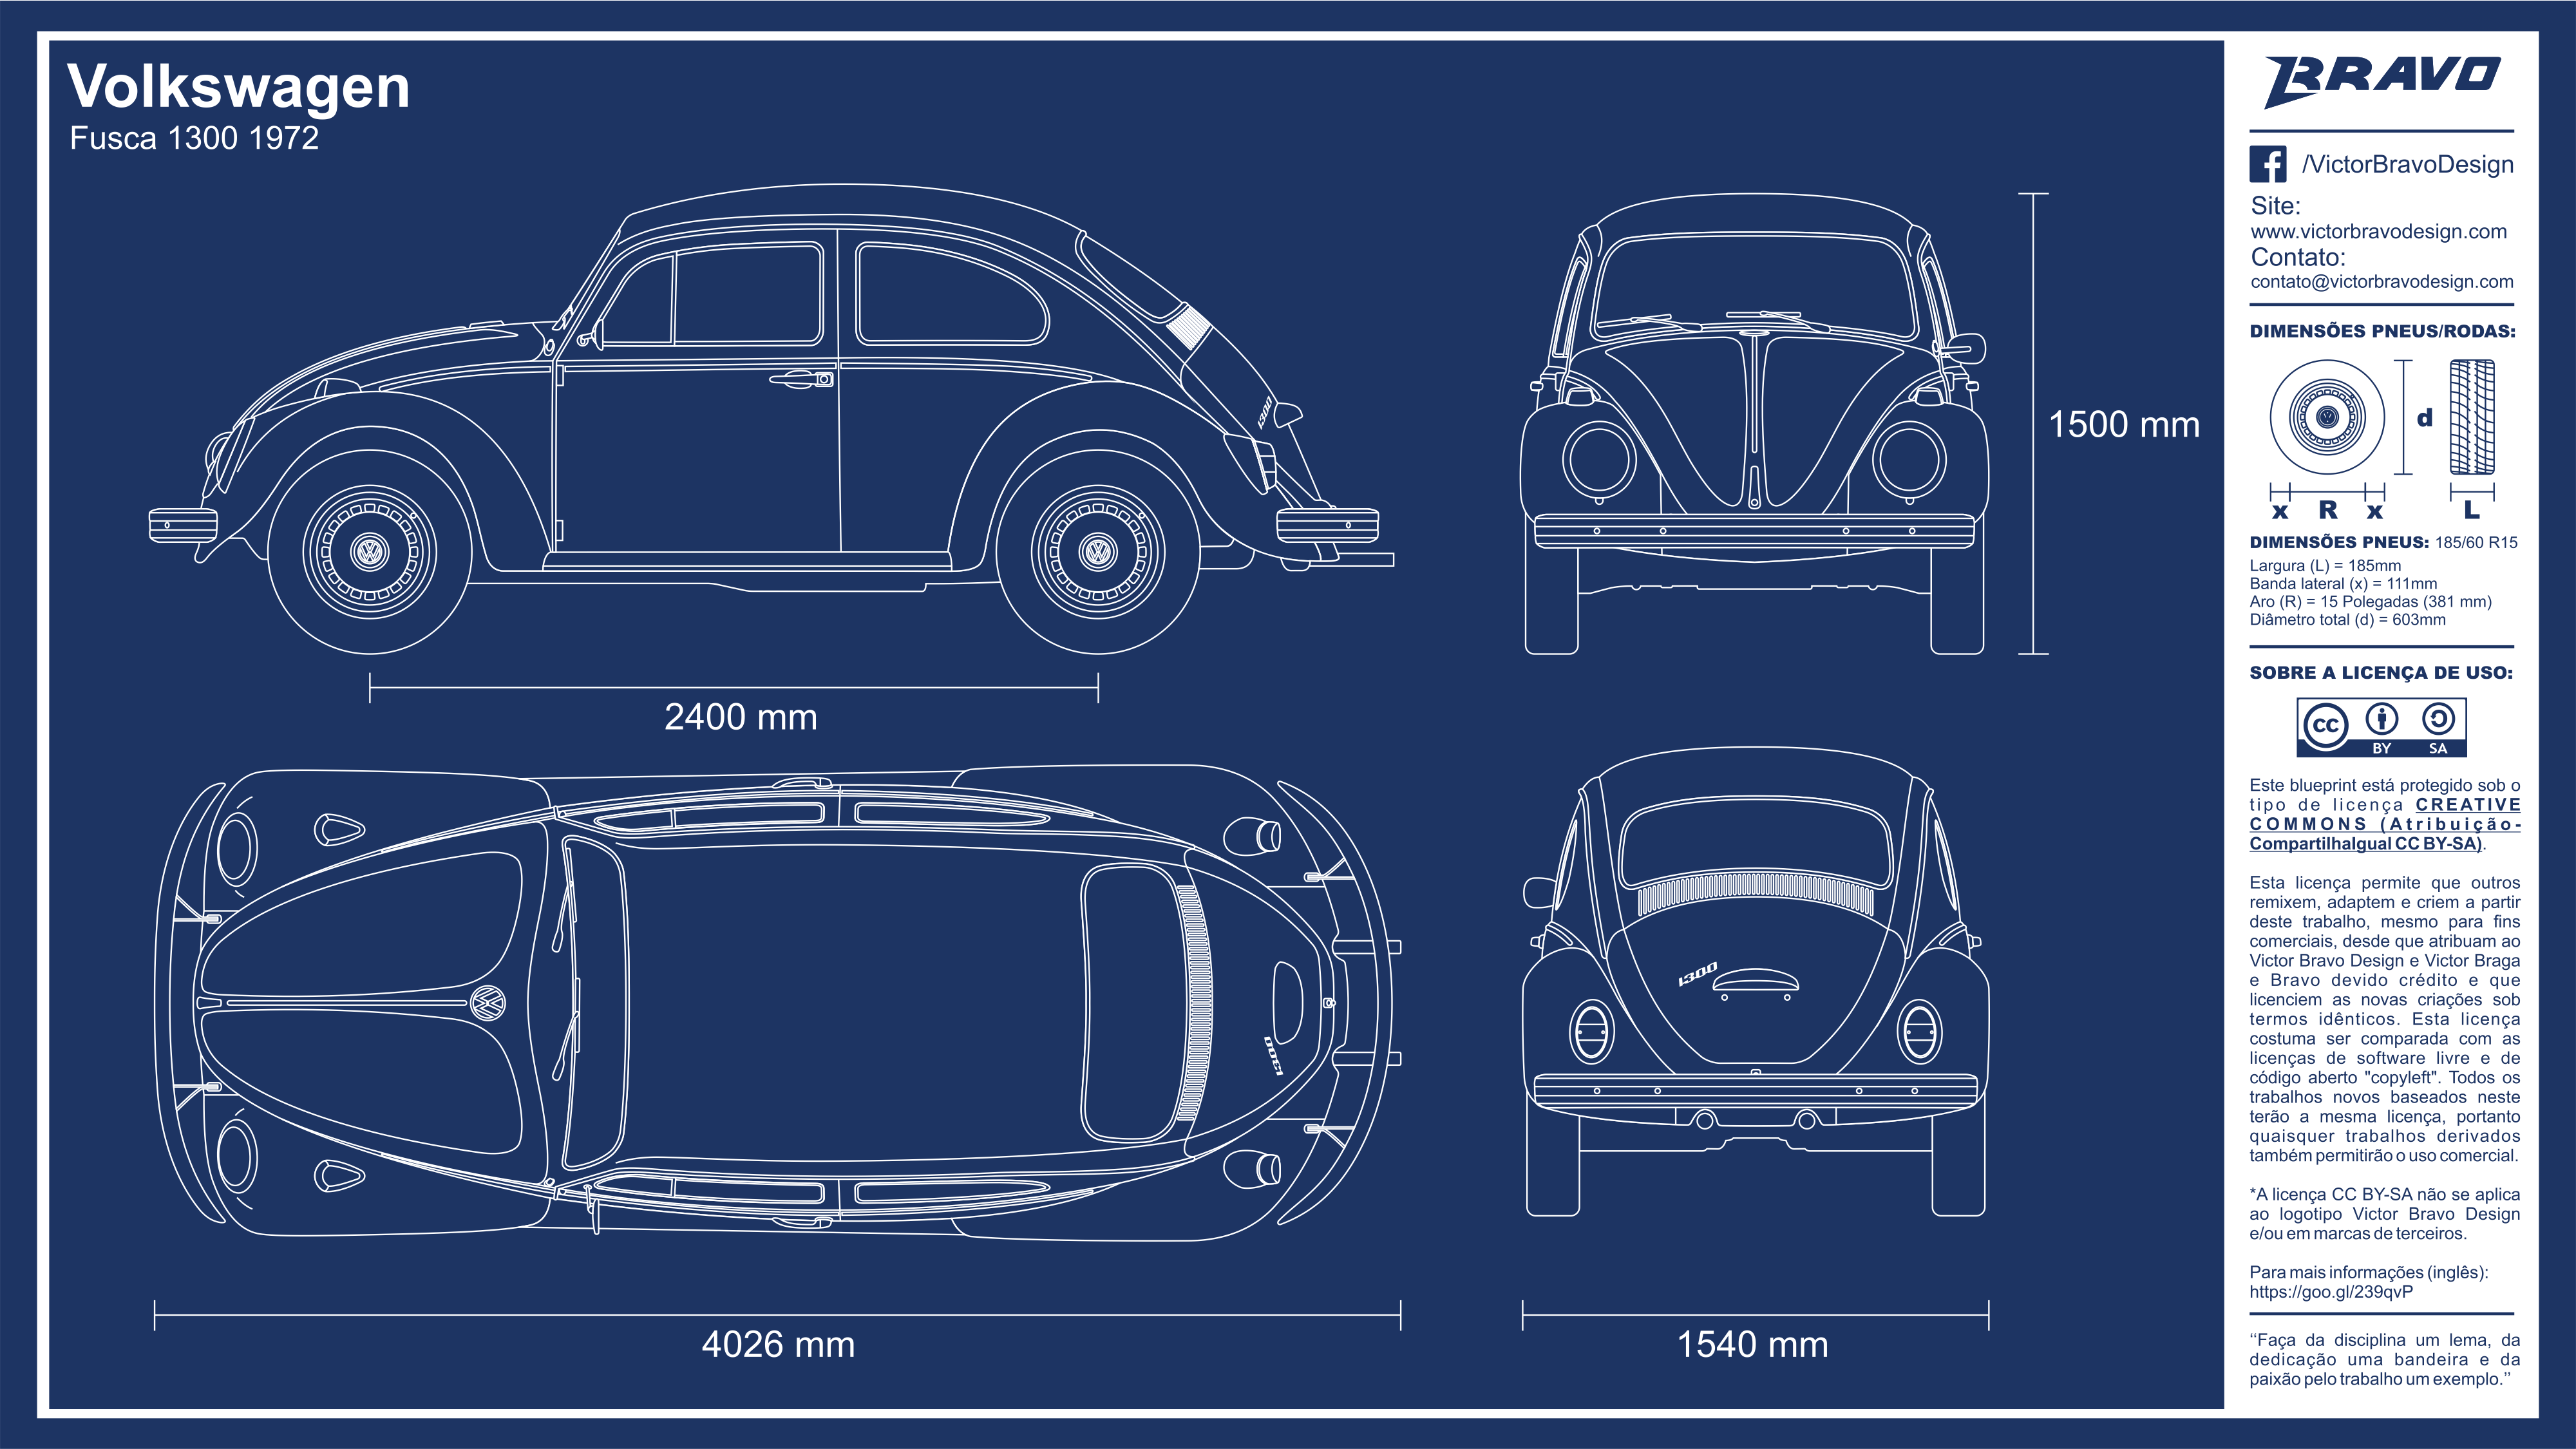 Volkswagen
Fusca 1300 1972
1300
1500 mm
2400 mm
1300
1300
4026 mm
1540 mm
BRAVO
/VictorBravoDesign
Site:
www.victorbravodesign.com
Contato:
contato@victorbravodesign.com
DIMENSÕES PNEUS/RODAS:
d
x R x L
DIMENSÕES PNEUS: 185/60 R15
Largura (L) = 185mm
Banda lateral (x) = 111mm
Aro (R) = 15 Polegadas (381 mm)
Diâmetro total (d) = 603mm
SOBRE A LICENÇA DE USO:
cc
BY SA
Este blueprint está protegido sob o
tipo de licença CREATIVE
COMMONS (Atribuição-
CompartilhaIgual CC BY-SA).
Esta licença permite que outros
remixem, adaptem e criem a partir
deste trabalho, mesmo para fins
comerciais, desde que atribuam ao
Victor Bravo Design e Victor Braga
e Bravo devido crédito e que
licenciem as novas criações sob
termos idênticos. Esta licença
costuma ser comparada com as
licenças de software livre e de
código aberto "copyleft". Todos os
trabalhos novos baseados neste
terão a mesma licença, portanto
quaisquer trabalhos derivados
também permitirão o uso comercial.
*A licença CC BY-SA não se aplica
ao logotipo Victor Bravo Design
e/ou em marcas de terceiros.
Para mais informações (inglês):
https://goo.gl/239qvP
‘‘Faça da disciplina um lema, da
dedicação uma bandeira e da
paixão pelo trabalho um exemplo.’’